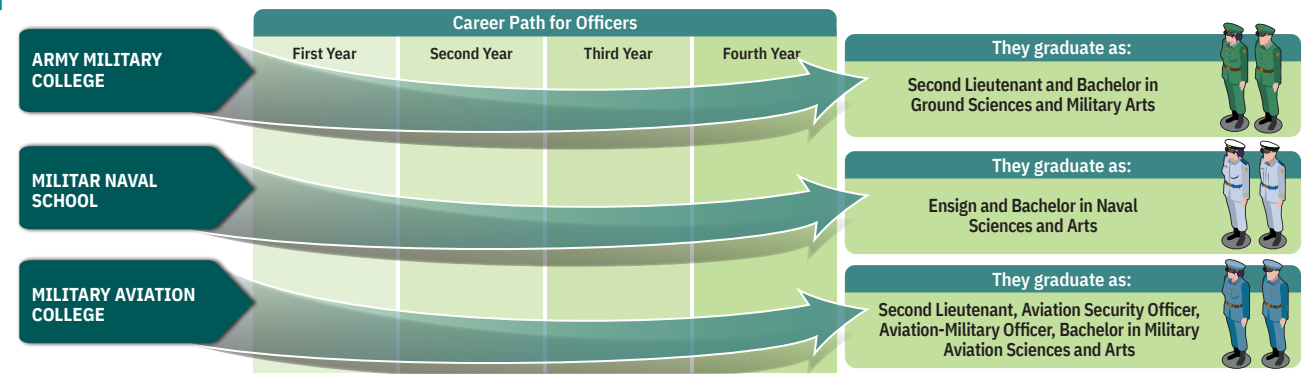 Career Path for Officers
First Year
Second Year
Third Year
Fourth Year
ARMY MILITARY
COLLEGE
They graduate as:
Second Lieutenant and Bachelor in
Ground Sciences and Military Arts
MILITAR NAVAL
SCHOOL
They graduate as:
Ensign and Bachelor in Naval
Sciences and Arts
MILITARY AVIATION
COLLEGE
They graduate as:
Second Lieutenant, Aviation Security Officer,
Aviation-Military Officer, Bachelor in Military
Aviation Sciences and Arts